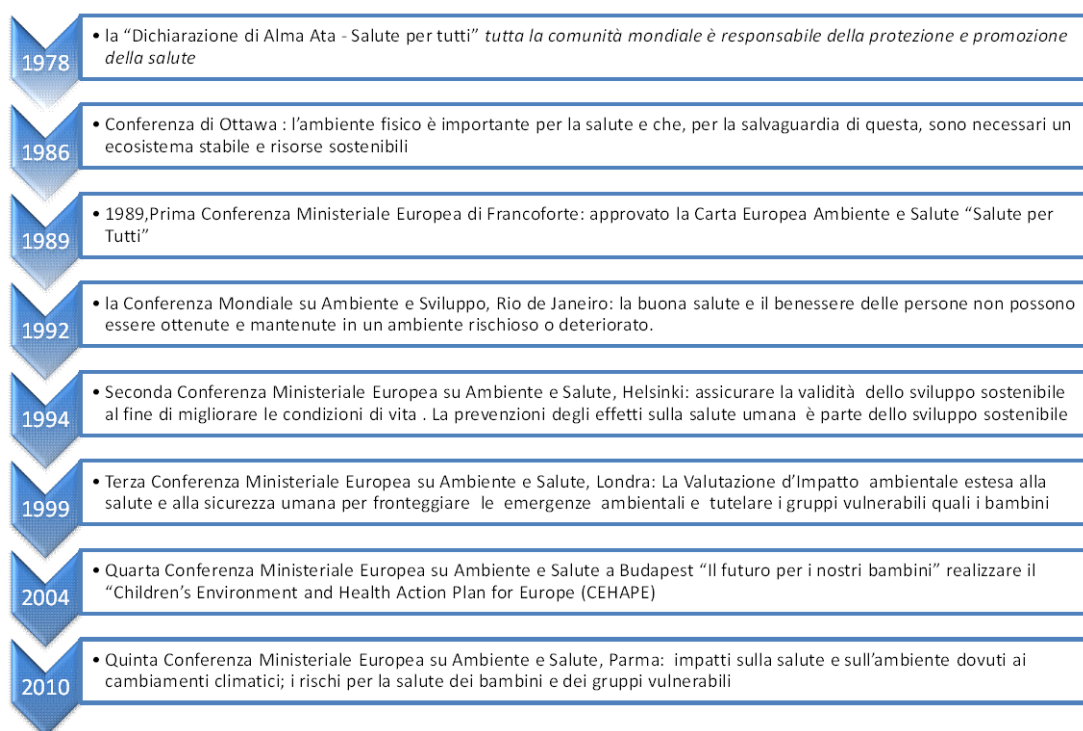 1978
• la “Dichiarazione di Alma Ata - Salute per tutti” tutta la comunità mondiale è responsabile della protezione e promozione
della salute
1986
• Conferenza di Ottawa : l’ambiente fisico è importante per la salute e che, per la salvaguardia di questa, sono necessari un
ecosistema stabile e risorse sostenibili
1989
• 1989,Prima Conferenza Ministeriale Europea di Francoforte: approvato la Carta Europea Ambiente e Salute “Salute per
Tutti”
1992
• la Conferenza Mondiale su Ambiente e Sviluppo, Rio de Janeiro: la buona salute e il benessere delle persone non possono
essere ottenute e mantenute in un ambiente rischioso o deteriorato.
1994
• Seconda Conferenza Ministeriale Europea su Ambiente e Salute, Helsinki: assicurare la validità dello sviluppo sostenibile
al fine di migliorare le condizioni di vita . La prevenzioni degli effetti sulla salute umana è parte dello sviluppo sostenibile
1999
• Terza Conferenza Ministeriale Europea su Ambiente e Salute, Londra: La Valutazione d’Impatto ambientale estesa alla
salute e alla sicurezza umana per fronteggiare le emergenze ambientali e tutelare i gruppi vulnerabili quali i bambini
2004
• Quarta Conferenza Ministeriale Europea su Ambiente e Salute a Budapest “Il futuro per i nostri bambini” realizzare il
“Children’s Environment and Health Action Plan for Europe (CEHAPE)
2010
• Quinta Conferenza Ministeriale Europea su Ambiente e Salute, Parma: impatti sulla salute e sull’ambiente dovuti ai
cambiamenti climatici; i rischi per la salute dei bambini e dei gruppi vulnerabili